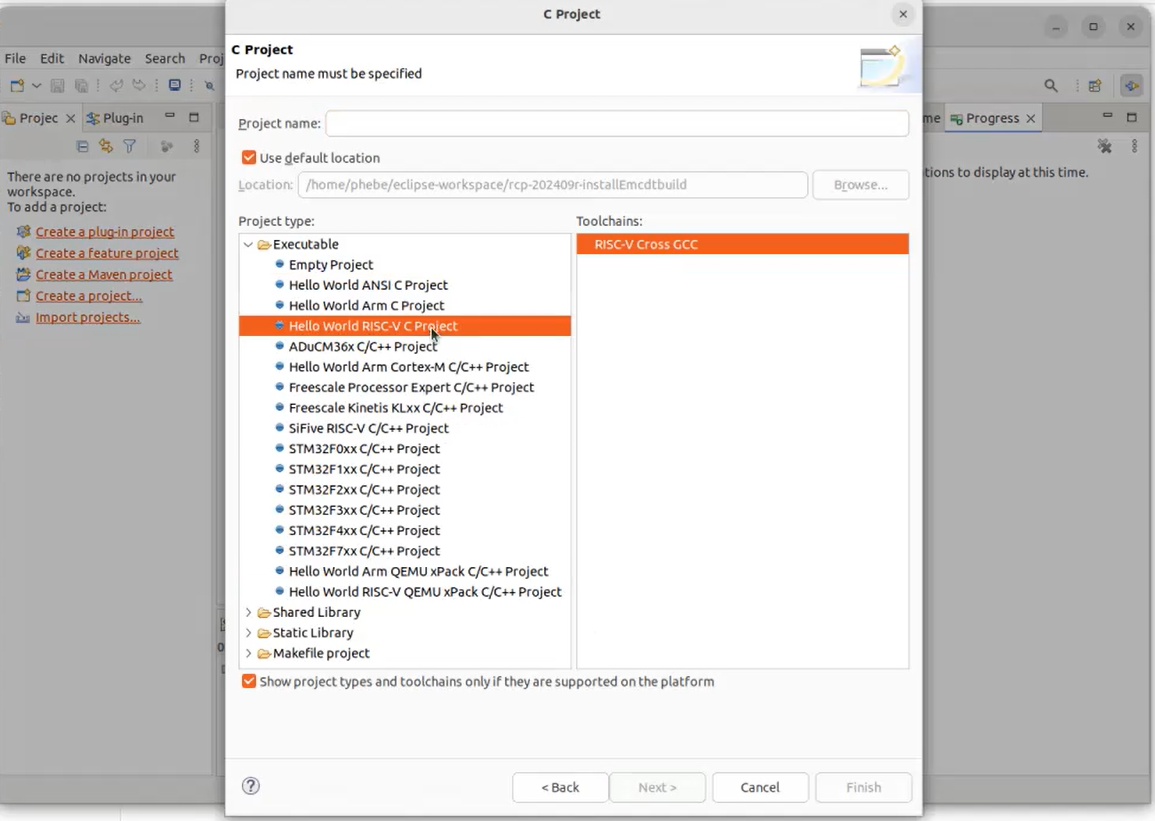 C Project
C Project
Project name must be specified
File Edit Navigate Search Proj
Projec
Plug-in
me
Progress
Project name:
Use default location
Location: /home/phebe/eclipse-workspace/rcp-202409r-installEmcdtbuild Browse...
There are no projects in your
workspace.
To add a project:
Create a plug-in project
Create a feature project
Create a Maven project
Create a project...
Import projects...
tions to display at this time.
Project type:
Executable
Empty Project
Hello World ANSI C Project
Hello World Arm C Project
Hello World RISC-V C Project
ADuCM36x C/C++ Project
Hello World Arm Cortex-M C/C++ Project
Freescale Processor Expert C/C++ Project
Freescale Kinetis KLxx C/C++ Project
SiFive RISC-V C/C++ Project
STM32F0xx C/C++ Project
STM32F1xx C/C++ Project
STM32F2xx C/C++ Project
STM32F3xx C/C++ Project
STM32F4xx C/C++ Project
STM32F7xx C/C++ Project
Hello World Arm QEMU xPack C/C++ Project
Hello World RISC-V QEMU xPack C/C++ Project
Shared Library
Static Library
Makefile project
Toolchains:
RISC-V Cross GCC
Show project types and toolchains only if they are supported on the platform
< Back Next > Cancel Finish